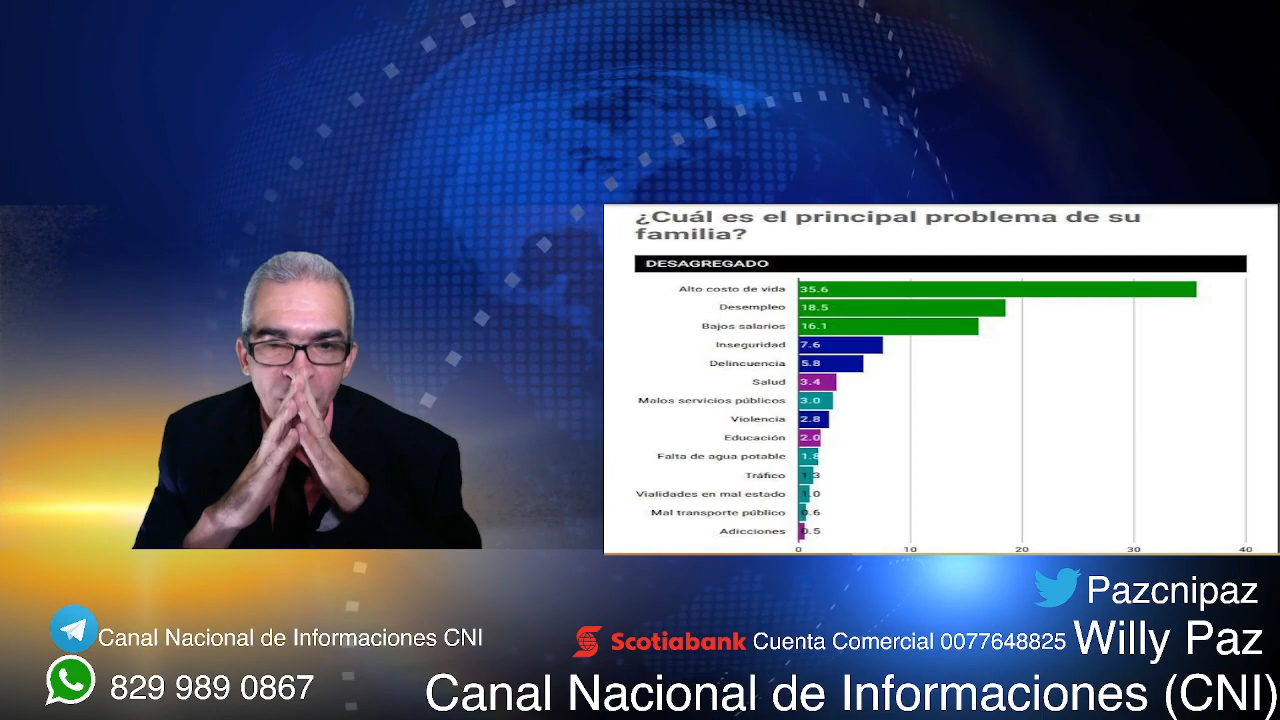 ¿Cuál es el principal problema de su
familia?
DESAGREGADO
Alto costo de vida 35.6
Desempleo 18.5
Bajos salarios 16.1
Inseguridad 7.6
Delincuencia 5.8
Salud 3.4
Malos servicios públicos 3.0
Violencia 2.8
Educación 2.0
Falta de agua potable 1.8
Tráfico 1.3
Vialidades en mal estado 1.0
Mal transporte público 0.6
Adicciones 0.5
0 10 20 30 40
Pazcnipaz
Canal Nacional de Informaciones CNI
Scotiabank Cuenta Comercial 0077648825 Willy Paz
829 989 0867
Canal Nacional de Informaciones (CNI)